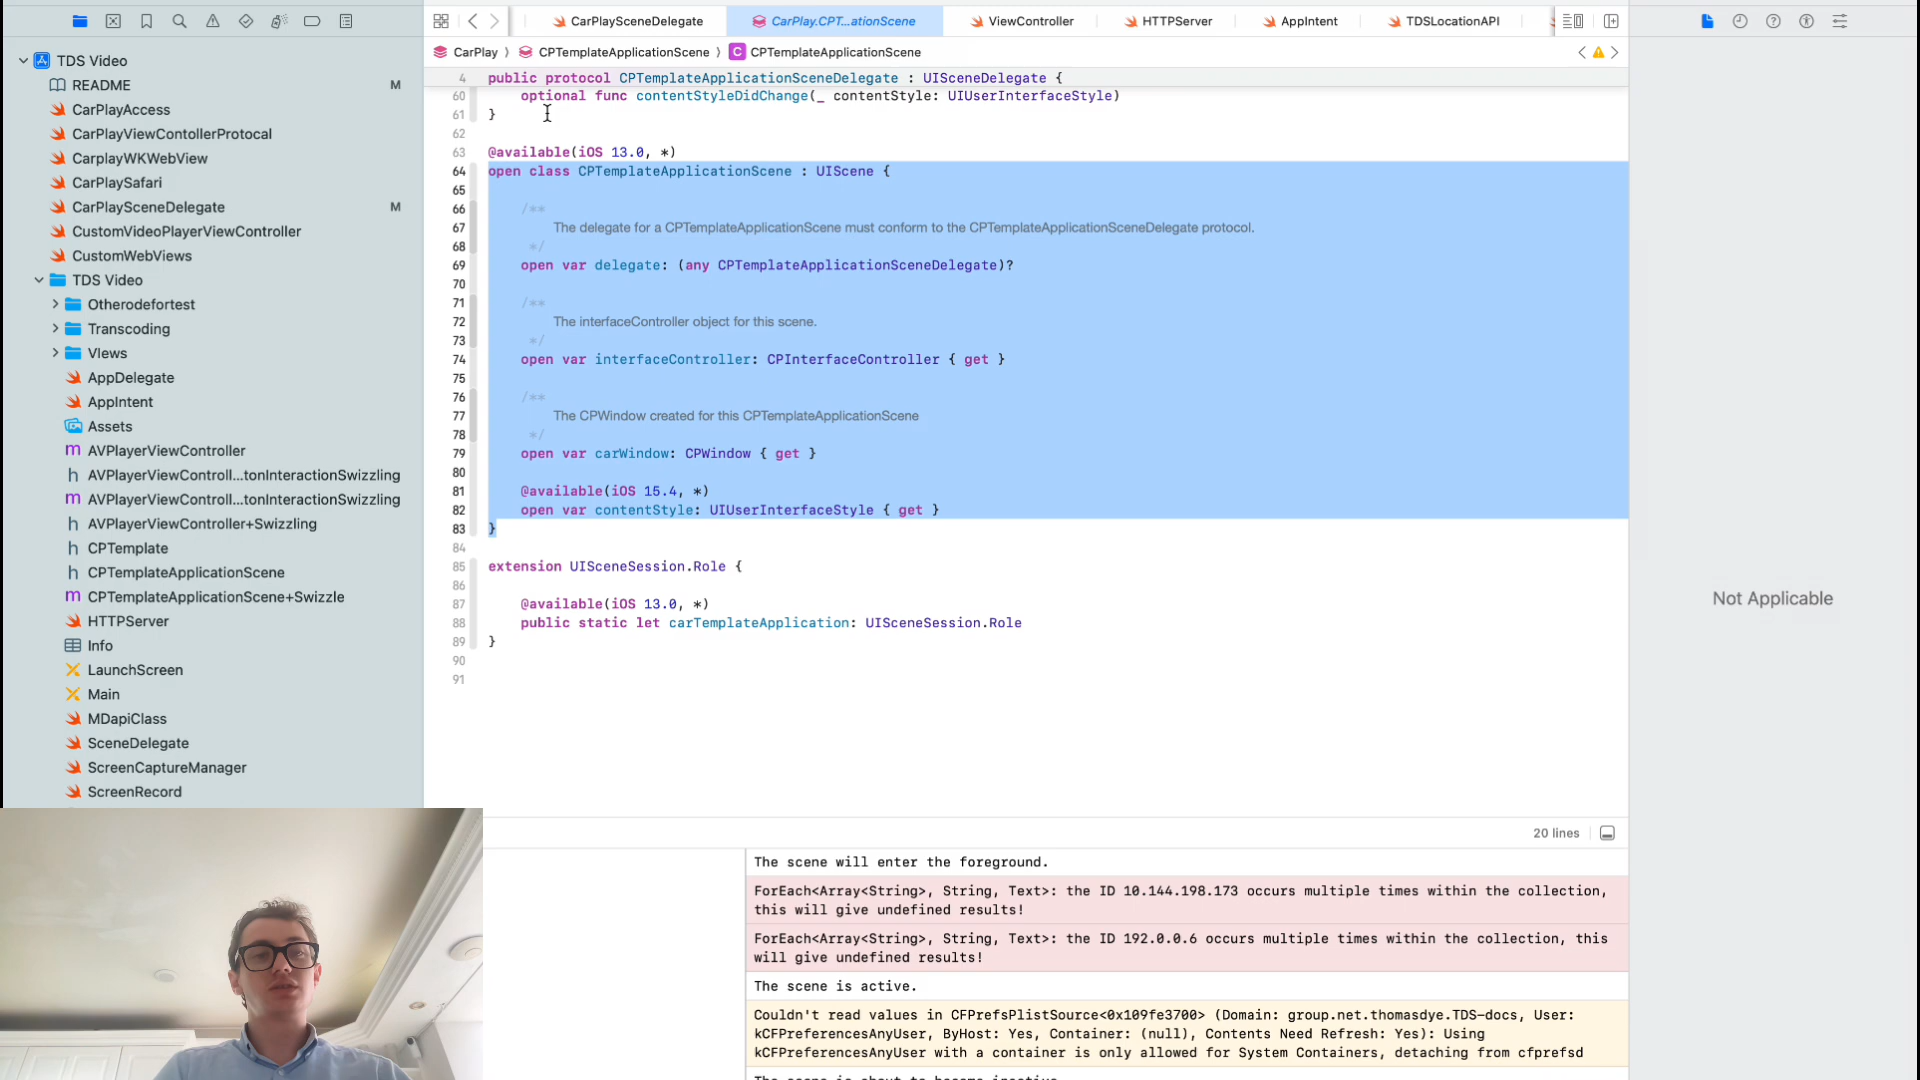 CarPlaySceneDelegate
CarPlay.CPT...ationScene
ViewController
HTTPServer
AppIntent
TDSLocationAPI
CarPlay
CPTemplateApplicationScene
CPTemplateApplicationScene
TDS Video
README M
CarPlayAccess
CarPlayViewContollerProtocal
CarplayWKWebView
CarPlaySafari
CarPlaySceneDelegate M
CustomVideoPlayerViewController
CustomWebViews
TDS Video
Otherodefortest
Transcoding
Views
AppDelegate
AppIntent
Assets
m AVPlayerViewController
h AVPlayerViewControll...tonInteractionSwizzling
m AVPlayerViewControll...tonInteractionSwizzling
h AVPlayerViewController+Swizzling
h CPTemplate
h CPTemplateApplicationScene
m CPTemplateApplicationScene+Swizzle
HTTPServer
Info
LaunchScreen
Main
MDapiClass
SceneDelegate
ScreenCaptureManager
ScreenRecord
4 public protocol CPTemplateApplicationSceneDelegate : UISceneDelegate {
60 optional func contentStyleDidChange(_ contentStyle: UIUserInterfaceStyle)
61 }
62
63 @available(iOS 13.0, *)
64 open class CPTemplateApplicationScene : UIScene {
65
66 /**
67 The delegate for a CPTemplateApplicationScene must conform to the CPTemplateApplicationSceneDelegate protocol.
68 */
69 open var delegate: (any CPTemplateApplicationSceneDelegate)?
70
71 /**
72 The interfaceController object for this scene.
73 */
74 open var interfaceController: CPInterfaceController { get }
75
76 /**
77 The CPWindow created for this CPTemplateApplicationScene
78 */
79 open var carWindow: CPWindow { get }
80
81 @available(iOS 15.4, *)
82 open var contentStyle: UIUserInterfaceStyle { get }
83 }
84
85 extension UISceneSession.Role {
86
87 @available(iOS 13.0, *)
88 public static let carTemplateApplication: UISceneSession.Role
89 }
90
91
Not Applicable
20 lines
The scene will enter the foreground.
ForEach<Array<String>, String, Text>: the ID 10.144.198.173 occurs multiple times within the collection,
this will give undefined results!
ForEach<Array<String>, String, Text>: the ID 192.0.0.6 occurs multiple times within the collection, this
will give undefined results!
The scene is active.
Couldn't read values in CFPrefsPlistSource<0x109fe3700> (Domain: group.net.thomasdye.TDS-docs, User:
kCFPreferencesAnyUser, ByHost: Yes, Container: (null), Contents Need Refresh: Yes): Using
kCFPreferencesAnyUser with a container is only allowed for System Containers, detaching from cfprefsd
The scene is about to become inactive.